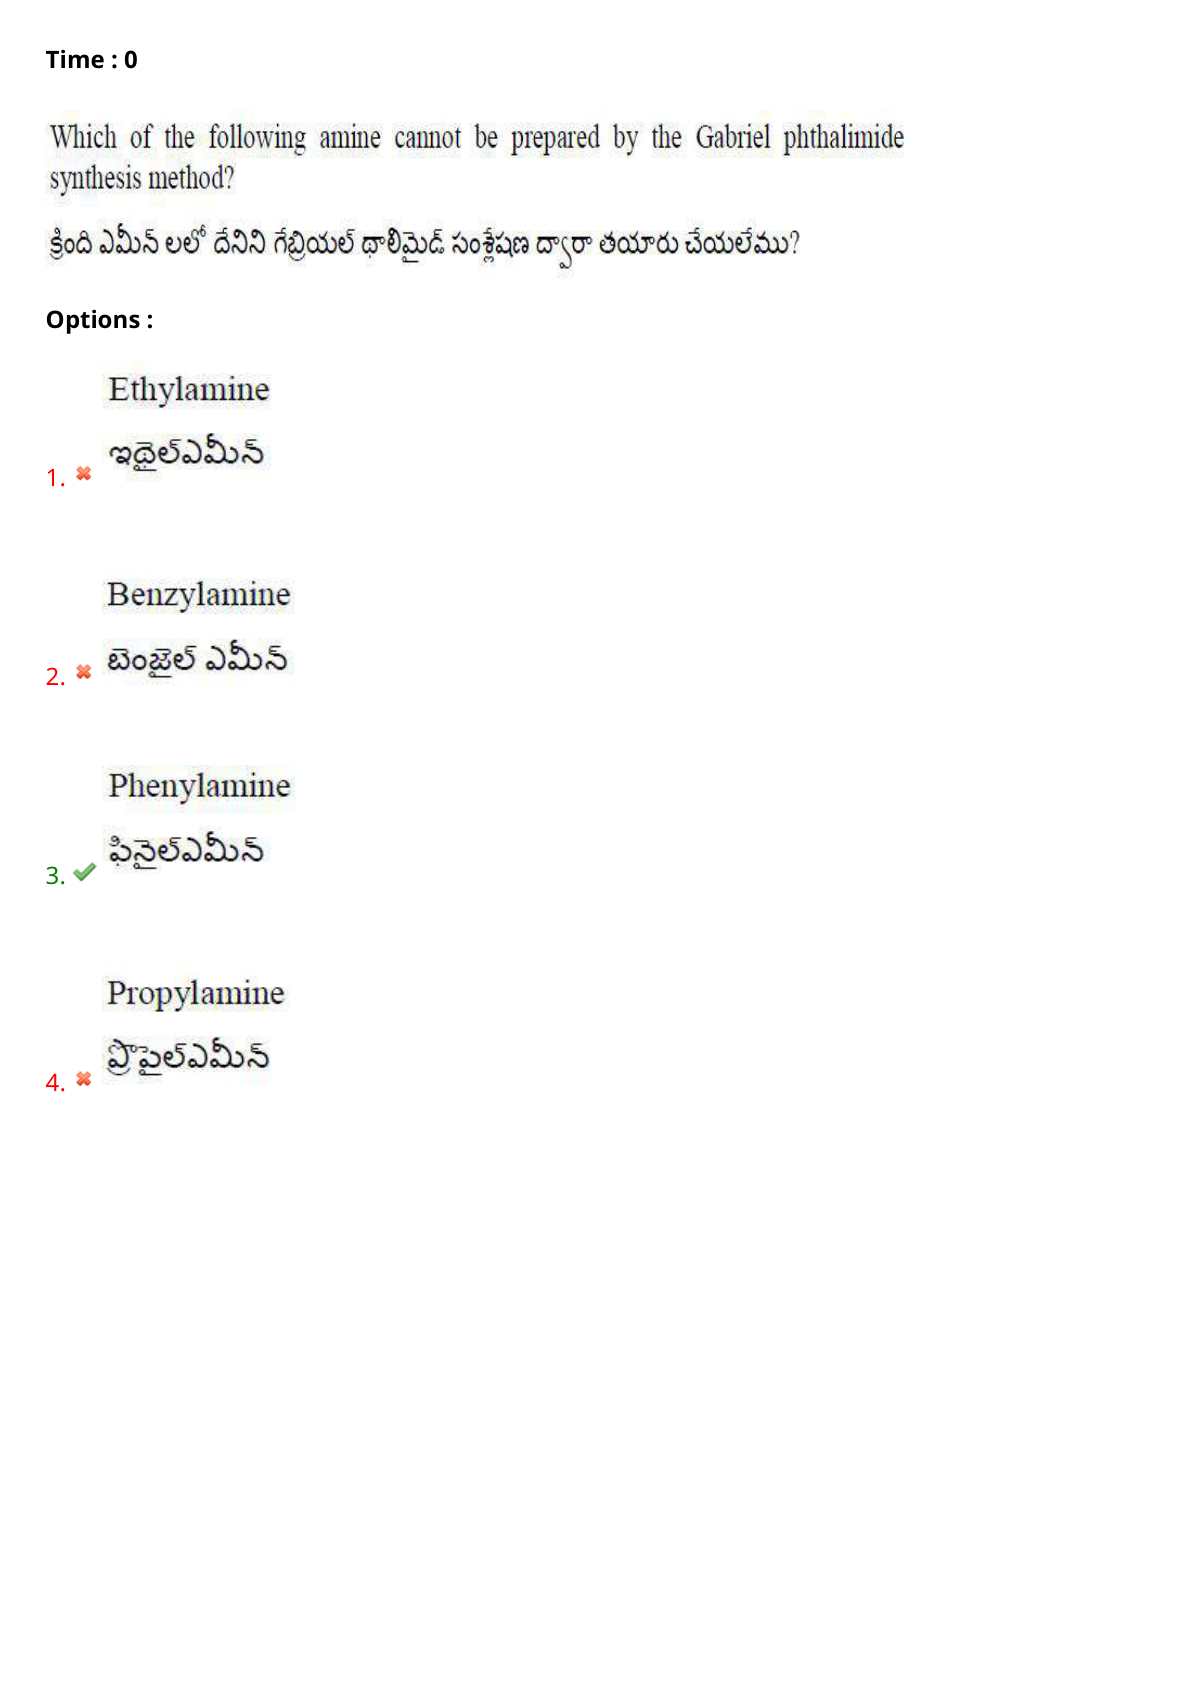 Time : 0
Which of the following amine cannot be prepared by the Gabriel phthalimide
synthesis method?
క్రింది ఎమీన్ లలో దేనిని గేబ్రియల్ థాలిమైడ్ సంశ్లేషణ ద్వారా తయారు చేయలేము?
Options :
Ethylamine
ఇథైల్ఎమీన్
1.
Benzylamine
బెంజైల్ ఎమీన్
2.
Phenylamine
ఫినైల్ఎమీన్
3.
Propylamine
ప్రొపైల్ఎమీన్
4.